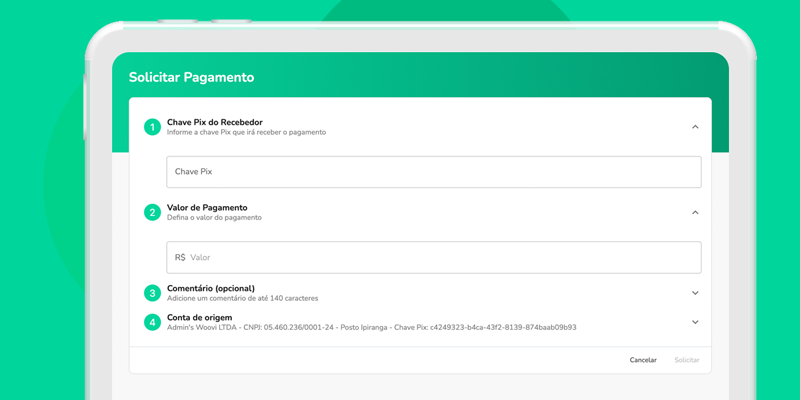 Solicitar Pagamento
1
Chave Pix do Recebedor
Informe a chave Pix que irá receber o pagamento
Chave Pix
2
Valor de Pagamento
Defina o valor do pagamento
R$ Valor
3
Comentário (opcional)
Adicione um comentário de até 140 caracteres
4
Conta de origem
Admin's Woovi LTDA - CNPJ: 05.460.236/0001-24 - Posto Ipiranga - Chave Pix: c4249323-b4ca-43f2-8139-874baab09b93
Cancelar
Solicitar